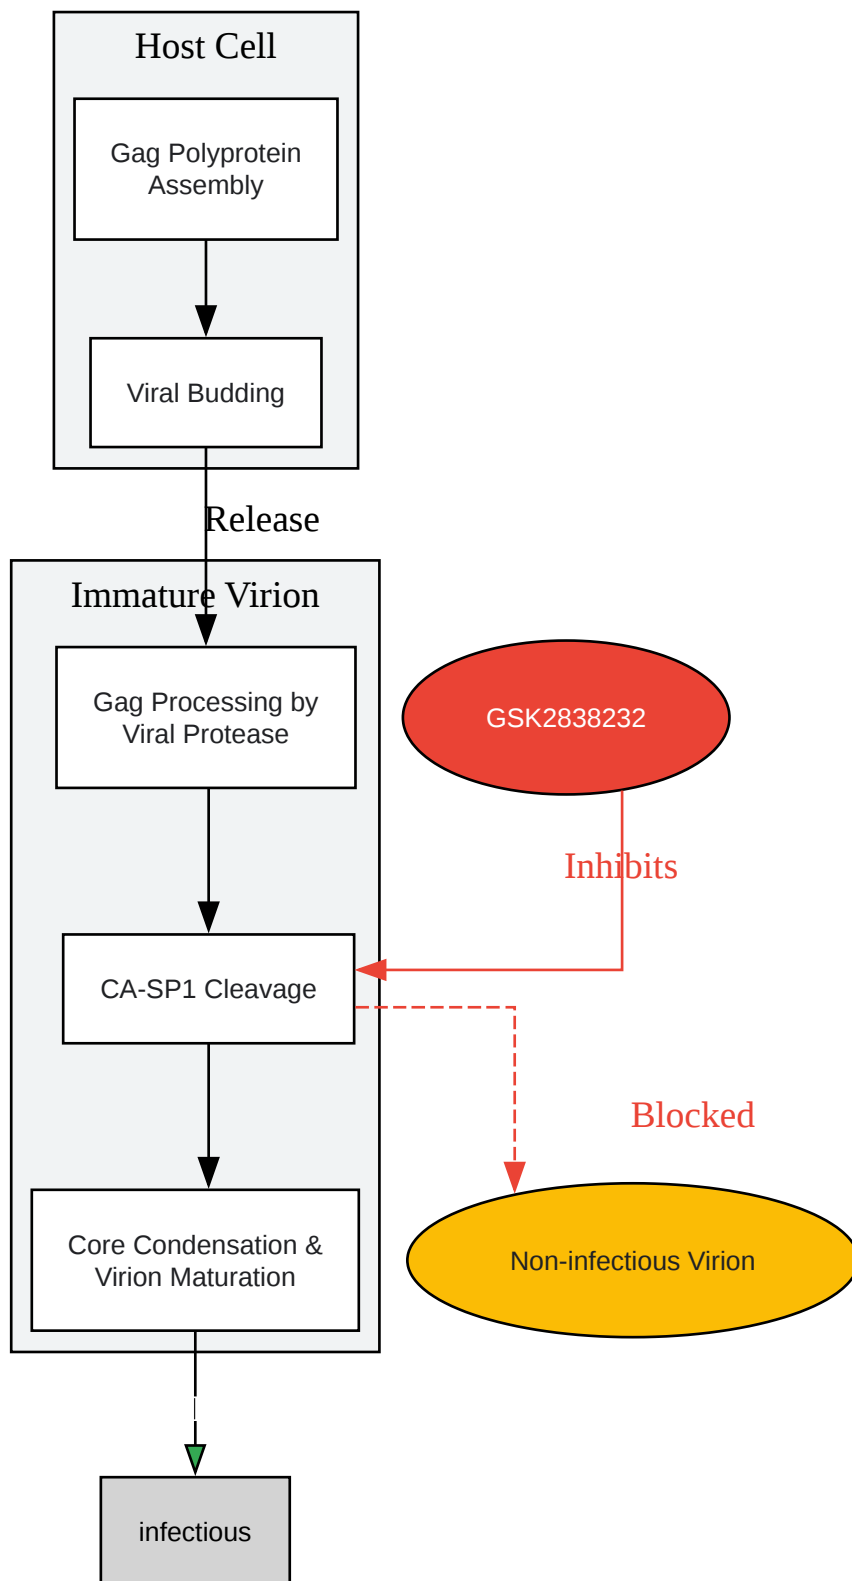 Host Cell
Gag Polyprotein
Assembly
Viral Budding
Release
Immature Virion
Gag Processing by
Viral Protease
GSK2838232
Inhibits
CA-SP1 Cleavage
Blocked
Core Condensation &
Virion Maturation
Non-infectious Virion
infectious